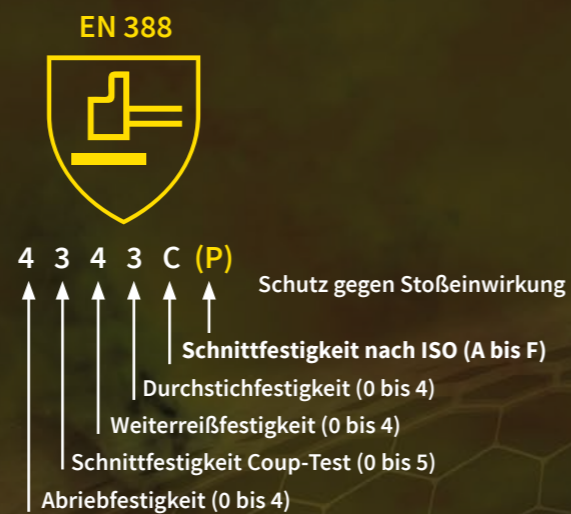 EN 388
4 3 4 3 C (P)
Schutz gegen Stoßeinwirkung
Schnittfestigkeit nach ISO (A bis F)
Durchstichfestigkeit (0 bis 4)
Weiterreißfestigkeit (0 bis 4)
Schnittfestigkeit Coup-Test (0 bis 5)
Abriebfestigkeit (0 bis 4)